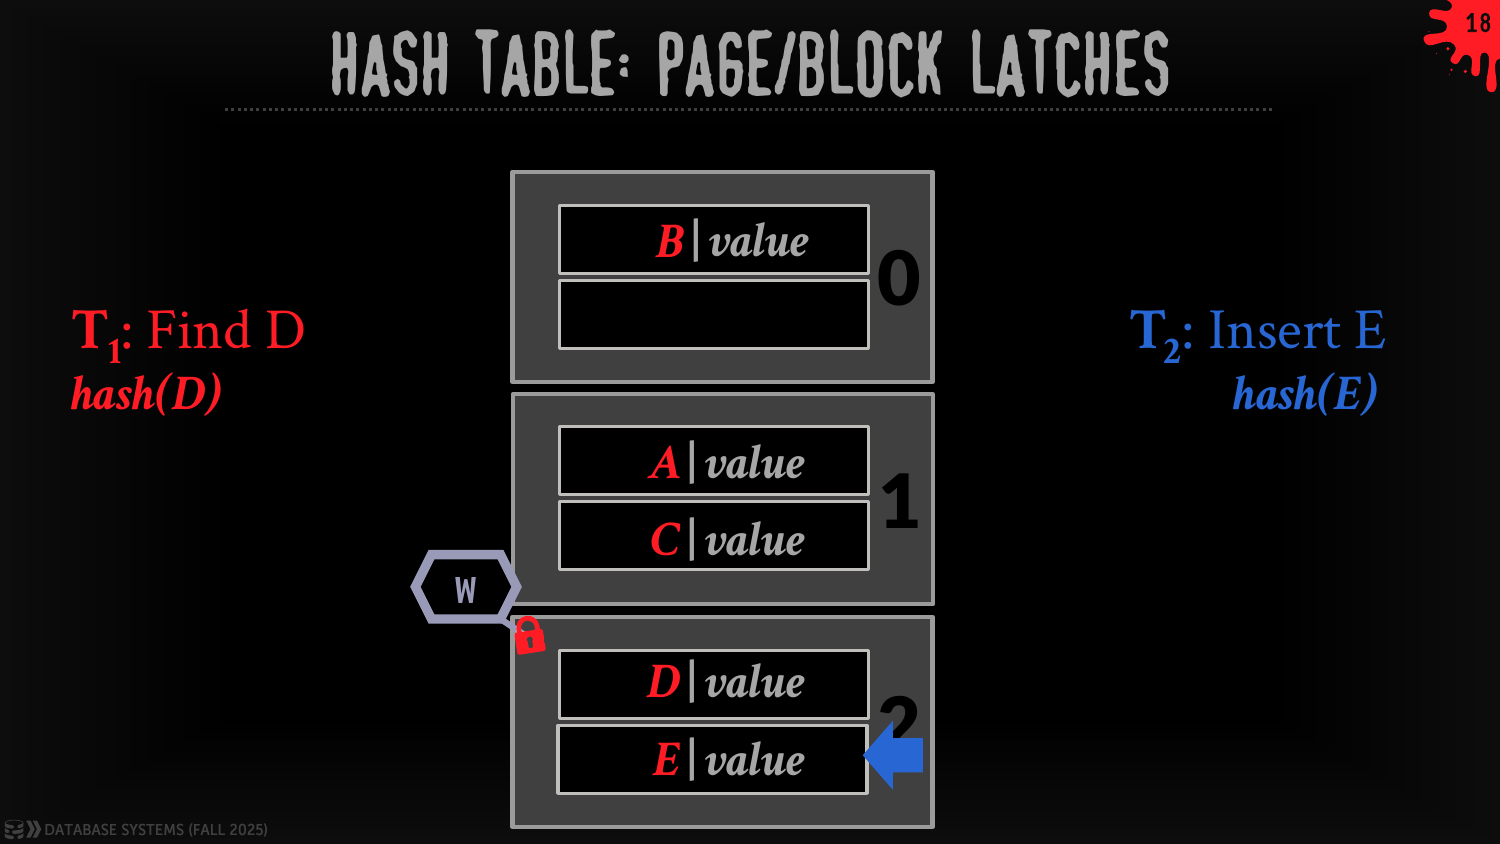 HASH TABLE: PAGE/BLOCK LATCHES
18
B|value
0
T1: Find D
hash(D)
T2: Insert E
hash(E)
A|value
1
C|value
W
D|value
2
E|value
DATABASE SYSTEMS (FALL 2025)